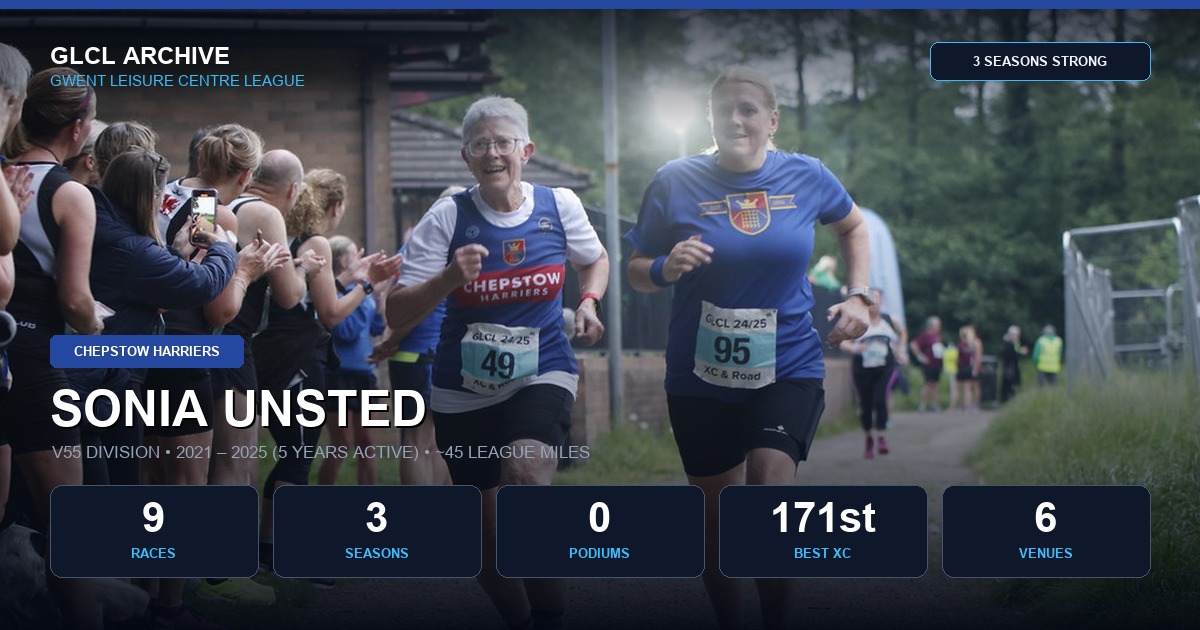 GLCL ARCHIVE
GWENT LEISURE CENTRE LEAGUE
3 SEASONS STRONG
CHEPSTOW
HARRIERS
GLCL 24/25
49
XC &
GLCL 24/25
95
XC & Road
CHEPSTOW HARRIERS
SONIA UNSTED
V55 DIVISION • 2021 – 2025 (5 YEARS ACTIVE) • ~45 LEAGUE MILES
9
RACES
3
SEASONS
0
PODIUMS
171st
BEST XC
6
VENUES